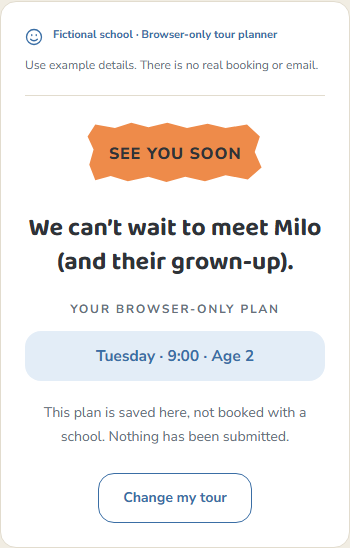 Fictional school · Browser-only tour planner
Use example details. There is no real booking or email.
SEE YOU SOON
We can’t wait to meet Milo
(and their grown-up).
YOUR BROWSER-ONLY PLAN
Tuesday · 9:00 · Age 2
This plan is saved here, not booked with a
school. Nothing has been submitted.
Change my tour